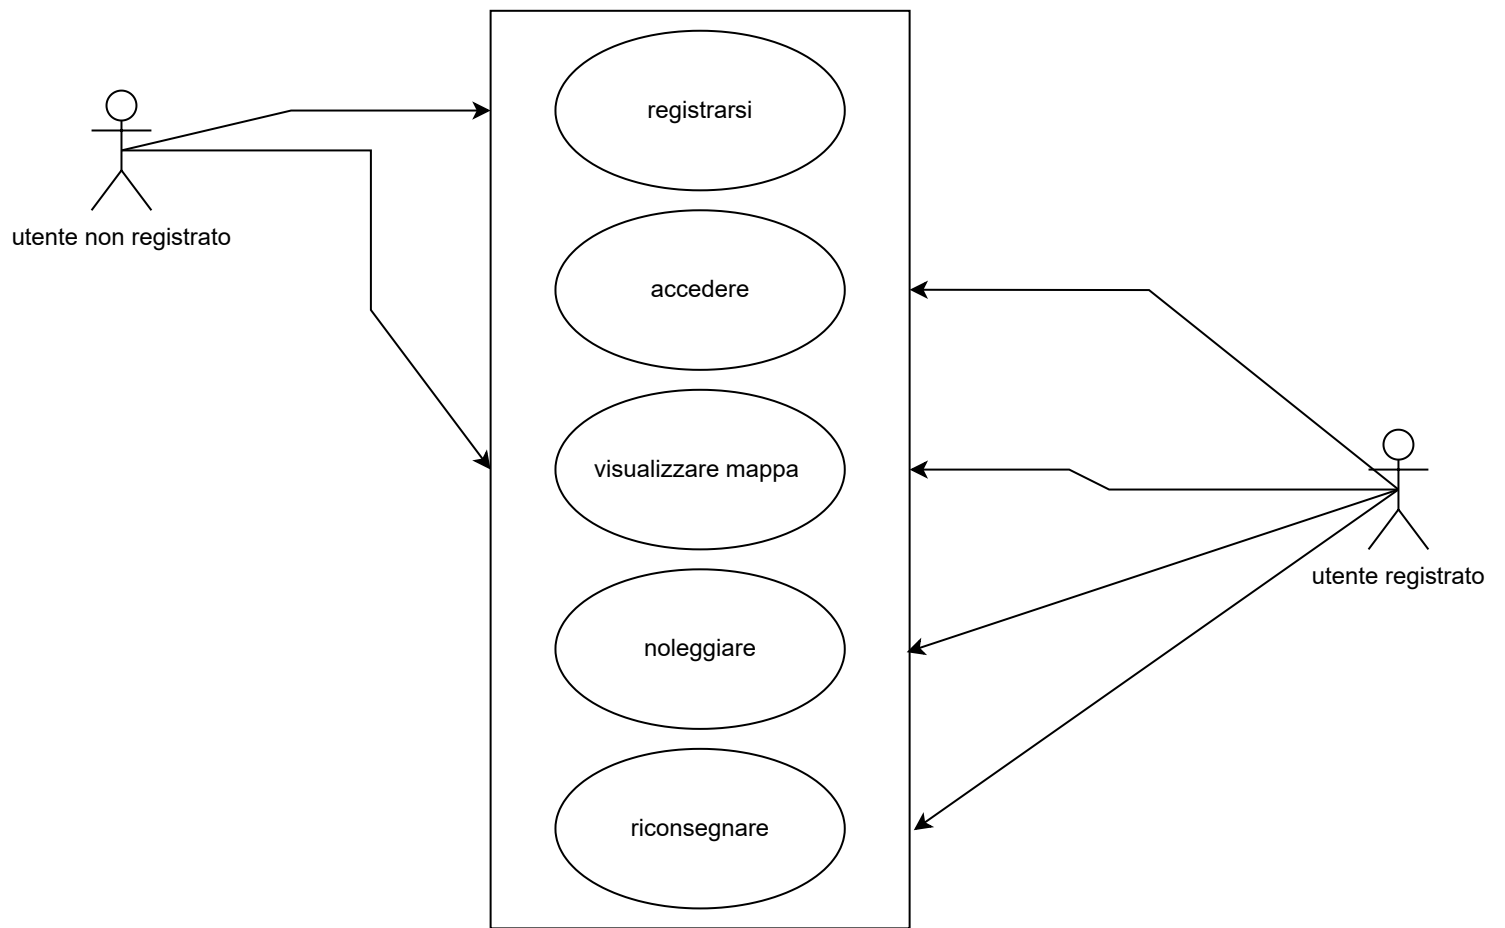 registrarsi
utente non registrato
accedere
visualizzare mappa
utente registrato
noleggiare
riconsegnare